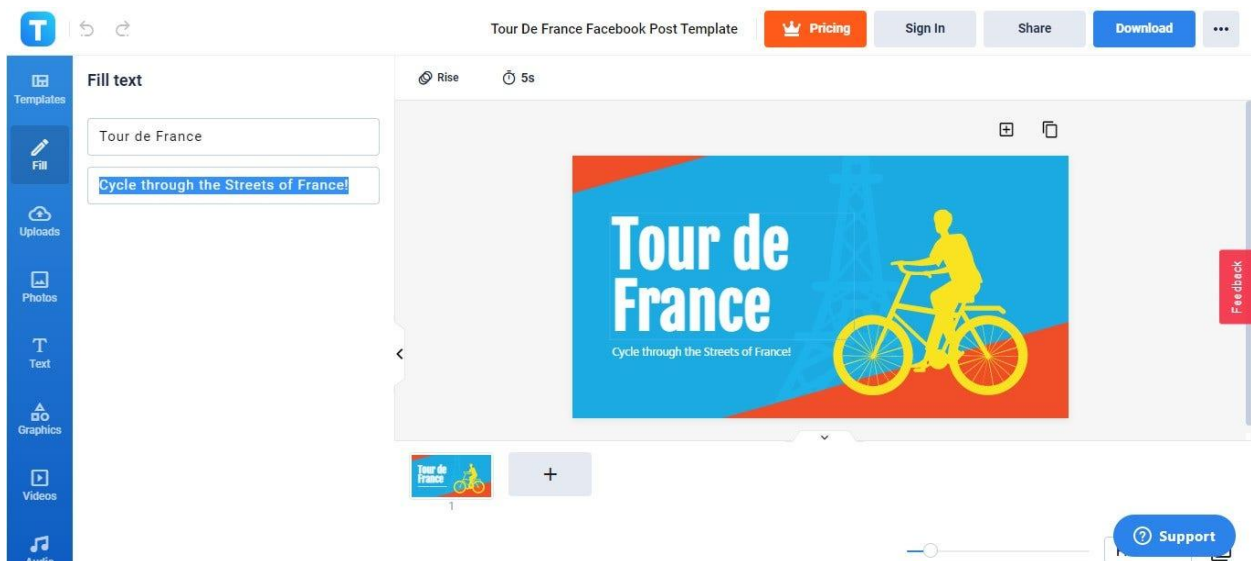 T
Tour De France Facebook Post Template
Pricing
Sign In
Share
Download
Templates
Fill
Uploads
Photos
Text
Graphics
Videos
Fill text
Tour de France
Cycle through the Streets of France!
Rise
5s
Tour de
France
Cycle through the Streets of France!
Feedback
Tour de
France
1
Support